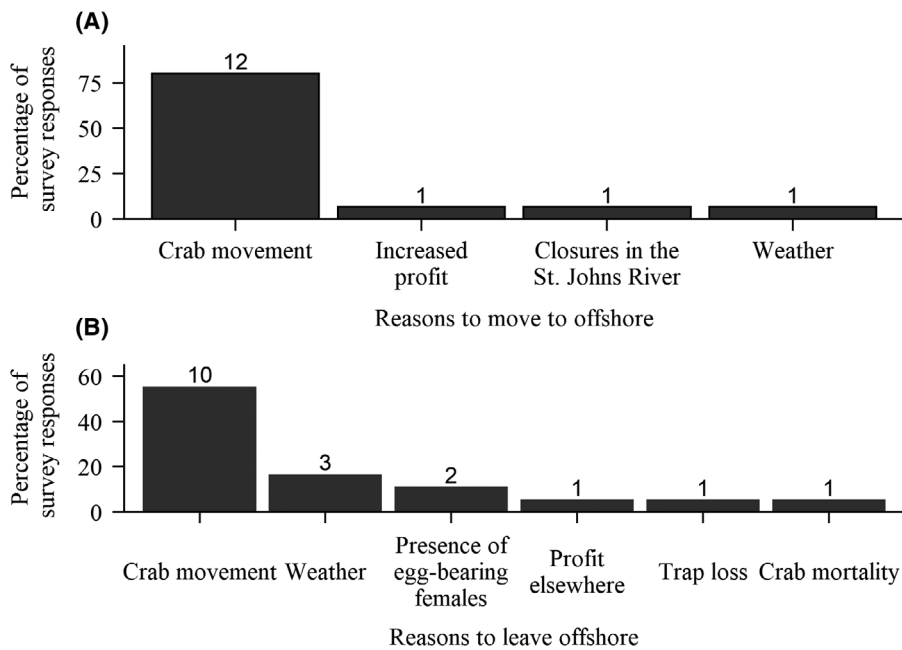 (A)
Percentage of
survey responses
75
50
25
0
12
1
1
1
Crab movement
Increased
profit
Closures in the
St. Johns River
Weather
Reasons to move to offshore
(B)
Percentage of
survey responses
60
40
20
0
10
3
2
1
1
1
Crab movement
Weather
Presence of
egg-bearing
females
Profit
elsewhere
Trap loss
Crab mortality
Reasons to leave offshore